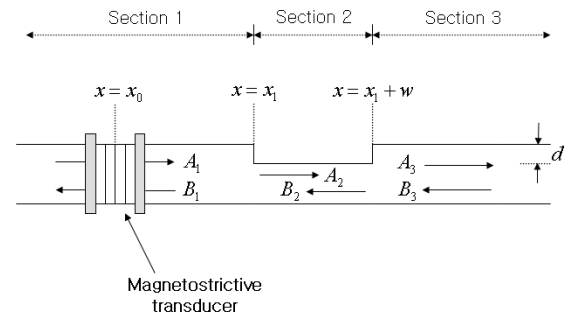 Section 1 Section 2 Section 3
x = x₀ x = x₁ x = x₁ + w
d
A₁ A₂ A₃
B₁ B₂ B₃
Magnetostrictive
transducer